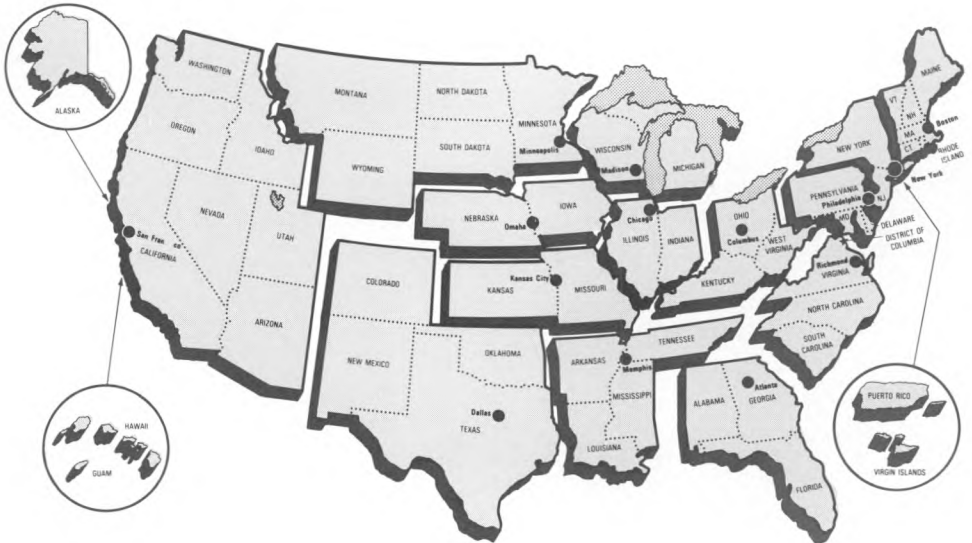 ALASKA
WASHINGTON
OREGON
IDAHO
MONTANA
WYOMING
NORTH DAKOTA
SOUTH DAKOTA
MINNESOTA
Minneapolis
WISCONSIN
Madison
MICHIGAN
NEVADA
UTAH
San Fran co
CALIFORNIA
ARIZONA
NEBRASKA
Omaha
IOWA
COLORADO
KANSAS
Kansas City
MISSOURI
NEW MEXICO
OKLAHOMA
Dallas
TEXAS
Chicago
ILLINOIS
INDIANA
OHIO
Columbus
WEST
VIRGINIA
KENTUCKY
TENNESSEE
ARKANSAS
Memphis
MISSISSIPPI
LOUISIANA
ALABAMA
Atlanta
GEORGIA
FLORIDA
MAINE
VT
NH
MA
CT
Boston
RHODE
ISLAND
NEW YORK
New York
PENNSYLVANIA
Philadelphia
NJ
MD
DELAWARE
DISTRICT OF
COLUMBIA
Richmond
VIRGINIA
NORTH CAROLINA
SOUTH
CAROLINA
HAWAII
GUAM
PUERTO RICO
VIRGIN ISLANDS